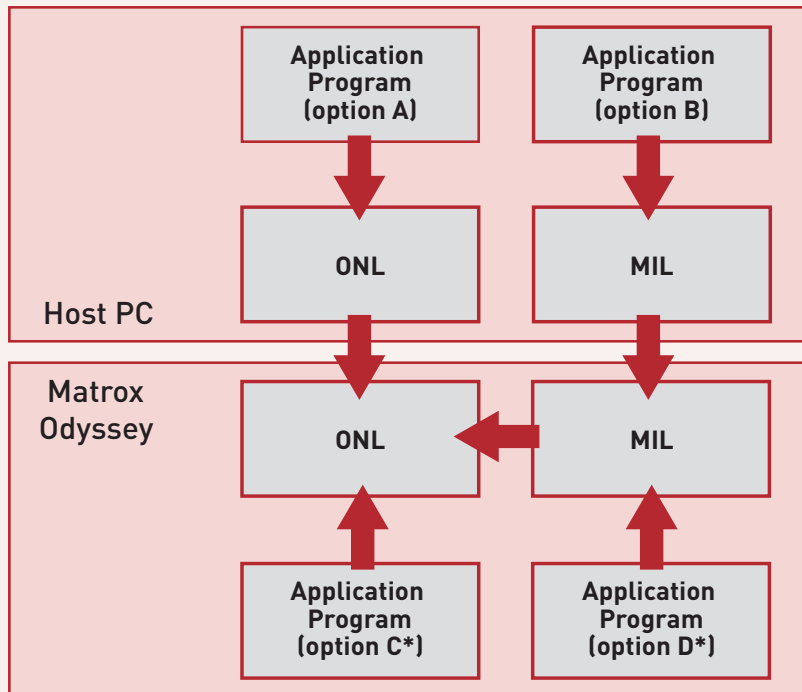 Application
Program
(option A)
Application
Program
(option B)
ONL
MIL
Host PC
Matrox
Odyssey
ONL
MIL
Application
Program
(option C*)
Application
Program
(option D*)